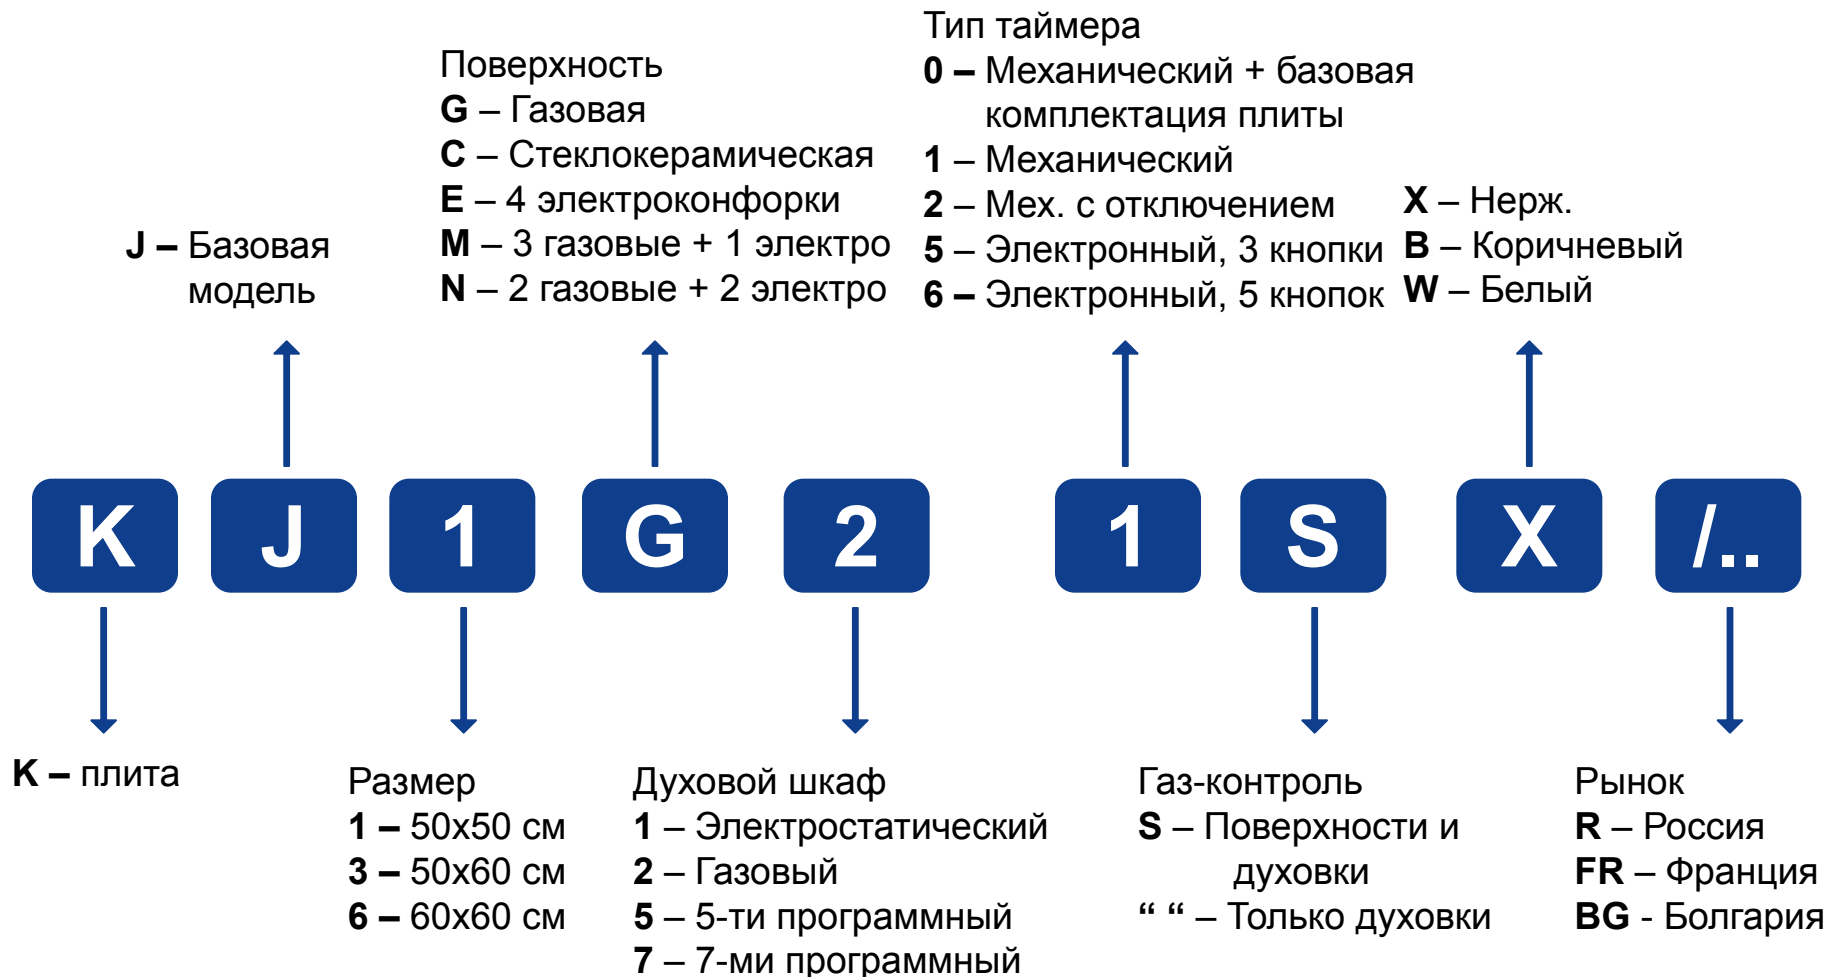 Тип таймера
0 – Механический + базовая
комплектация плиты
1 – Механический
2 – Мех. с отключением
5 – Электронный, 3 кнопки
6 – Электронный, 5 кнопок
Поверхность
G – Газовая
C – Стеклокерамическая
E – 4 электроконфорки
M – 3 газовые + 1 электро
N – 2 газовые + 2 электро
X – Нерж.
B – Коричневый
W – Белый
J – Базовая
модель
K J 1 G 2 1 S X /..
K – плита
Размер
1 – 50х50 см
3 – 50х60 см
6 – 60х60 см
Духовой шкаф
1 – Электростатический
2 – Газовый
5 – 5-ти программный
7 – 7-ми программный
Газ-контроль
S – Поверхности и
духовки
“ “ – Только духовки
Рынок
R – Россия
FR – Франция
BG - Болгария